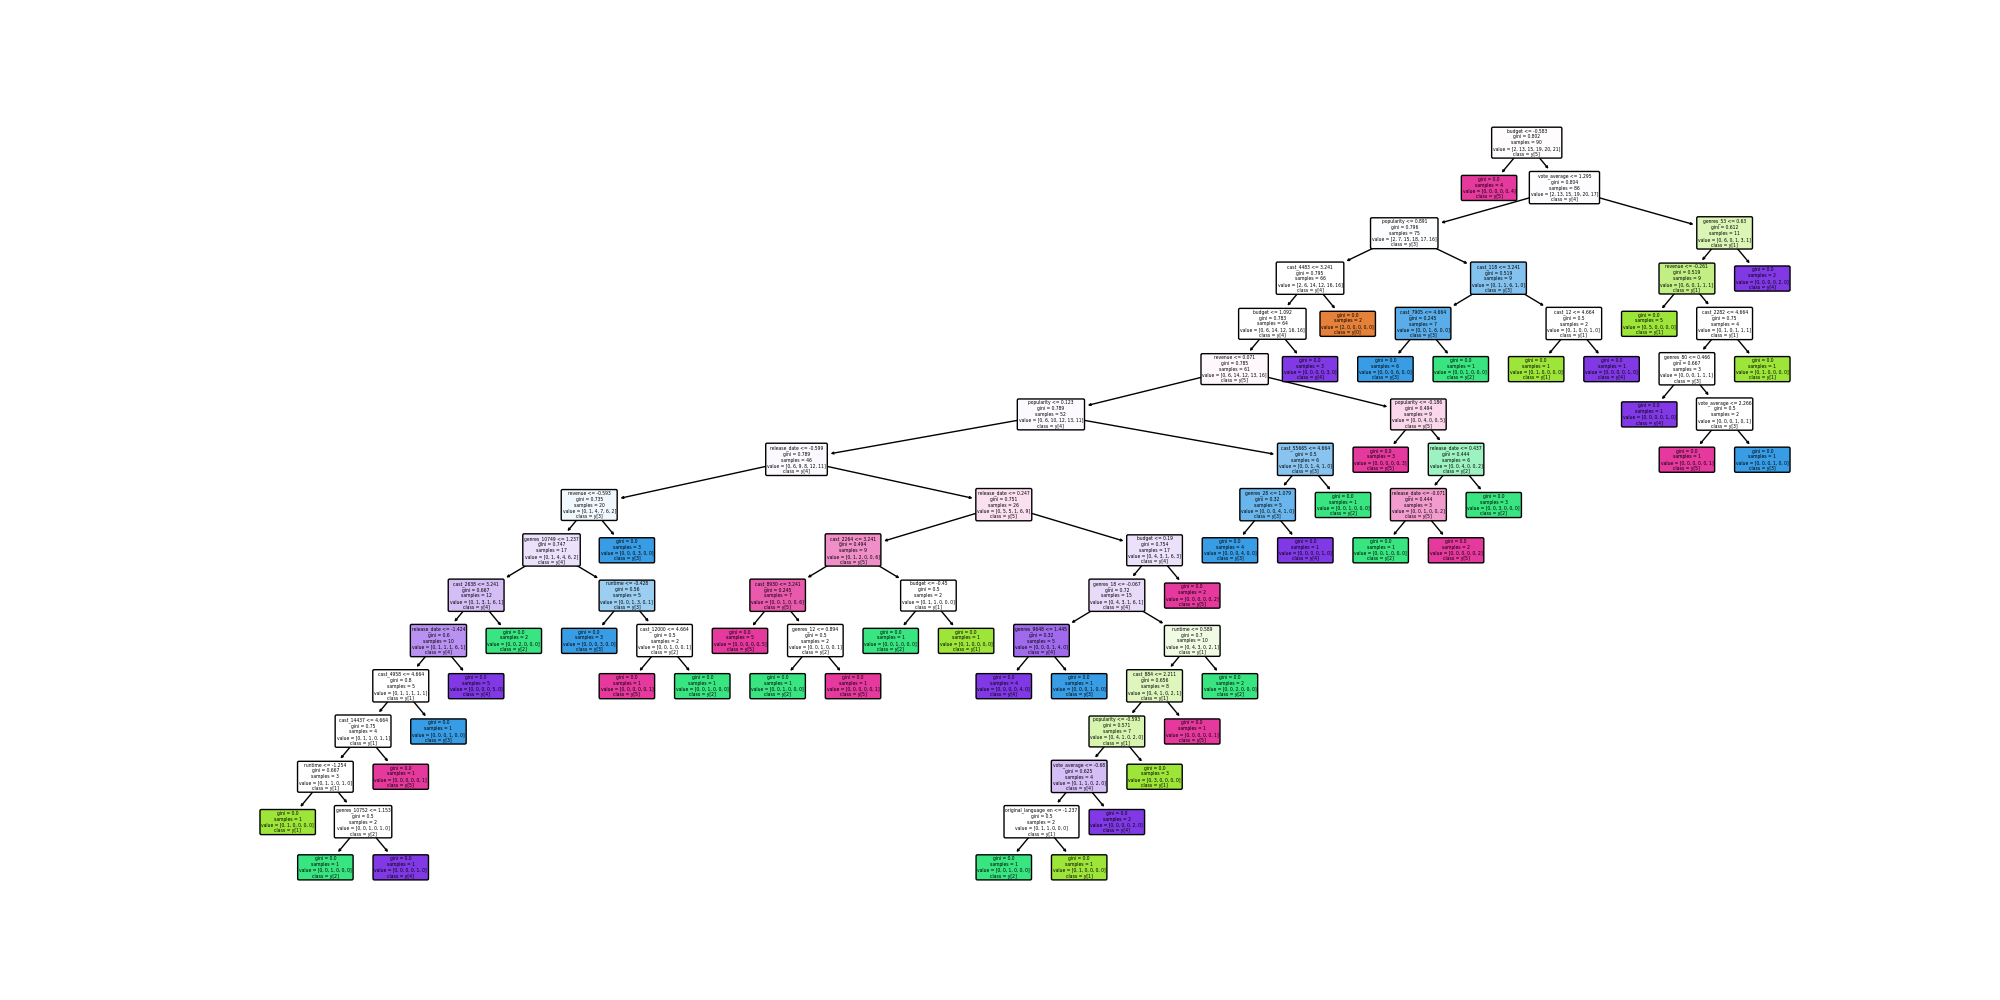 budget <= -0.583
gini = 0.802
samples = 90
value = [2, 13, 15, 19, 20, 21]
class = y[5]
gini = 0.0
samples = 4
value = [0, 0, 0, 0, 0, 4]
class = y[5]
vote_average <= 1.295
gini = 0.804
samples = 86
value = [2, 13, 15, 19, 20, 17]
class = y[4]
popularity <= 0.891
gini = 0.796
samples = 75
value = [2, 7, 15, 18, 17, 16]
class = y[3]
genres_53 <= 0.63
gini = 0.612
samples = 11
value = [0, 6, 0, 1, 3, 1]
class = y[1]
cast_4483 <= 3.241
gini = 0.795
samples = 66
value = [2, 6, 14, 12, 16, 16]
class = y[4]
cast_118 <= 3.241
gini = 0.519
samples = 9
value = [0, 1, 1, 6, 1, 0]
class = y[3]
revenue <= -0.261
gini = 0.519
samples = 9
value = [0, 6, 0, 1, 1, 1]
class = y[1]
gini = 0.0
samples = 2
value = [0, 0, 0, 0, 2, 0]
class = y[4]
budget <= 1.092
gini = 0.783
samples = 64
value = [0, 6, 14, 12, 16, 16]
class = y[4]
gini = 0.0
samples = 2
value = [2, 0, 0, 0, 0, 0]
class = y[0]
cast_7905 <= 4.664
gini = 0.245
samples = 7
value = [0, 0, 1, 6, 0, 0]
class = y[3]
cast_12 <= 4.664
gini = 0.5
samples = 2
value = [0, 1, 0, 0, 1, 0]
class = y[1]
gini = 0.0
samples = 5
value = [0, 5, 0, 0, 0, 0]
class = y[1]
cast_2282 <= 4.664
gini = 0.75
samples = 4
value = [0, 1, 0, 1, 1, 1]
class = y[1]
revenue <= 0.071
gini = 0.785
samples = 61
value = [0, 6, 14, 12, 13, 16]
class = y[5]
gini = 0.0
samples = 3
value = [0, 0, 0, 0, 3, 0]
class = y[4]
gini = 0.0
samples = 6
value = [0, 0, 0, 6, 0, 0]
class = y[3]
gini = 0.0
samples = 1
value = [0, 0, 1, 0, 0, 0]
class = y[2]
gini = 0.0
samples = 1
value = [0, 1, 0, 0, 0, 0]
class = y[1]
gini = 0.0
samples = 1
value = [0, 0, 0, 0, 1, 0]
class = y[4]
genres_80 <= 0.466
gini = 0.667
samples = 3
value = [0, 0, 0, 1, 1, 1]
class = y[3]
gini = 0.0
samples = 1
value = [0, 1, 0, 0, 0, 0]
class = y[1]
popularity <= 0.123
gini = 0.789
samples = 52
value = [0, 6, 10, 12, 13, 11]
class = y[4]
popularity <= -0.186
gini = 0.494
samples = 9
value = [0, 0, 4, 0, 0, 5]
class = y[5]
gini = 0.0
samples = 1
value = [0, 0, 0, 0, 1, 0]
class = y[4]
vote_average <= 2.266
gini = 0.5
samples = 2
value = [0, 0, 0, 1, 0, 1]
class = y[3]
release_date <= -0.599
gini = 0.789
samples = 46
value = [0, 6, 9, 8, 12, 11]
class = y[4]
cast_55665 <= 4.664
gini = 0.5
samples = 6
value = [0, 0, 1, 4, 1, 0]
class = y[3]
gini = 0.0
samples = 3
value = [0, 0, 0, 0, 0, 3]
class = y[5]
release_date <= 0.437
gini = 0.444
samples = 6
value = [0, 0, 4, 0, 0, 2]
class = y[2]
gini = 0.0
samples = 1
value = [0, 0, 0, 0, 0, 1]
class = y[5]
gini = 0.0
samples = 1
value = [0, 0, 0, 1, 0, 0]
class = y[3]
revenue <= -0.593
gini = 0.735
samples = 20
value = [0, 1, 4, 7, 6, 2]
class = y[3]
release_date <= 0.247
gini = 0.751
samples = 26
value = [0, 5, 5, 1, 6, 9]
class = y[5]
genres_28 <= 1.079
gini = 0.32
samples = 5
value = [0, 0, 0, 4, 1, 0]
class = y[3]
gini = 0.0
samples = 1
value = [0, 0, 1, 0, 0, 0]
class = y[2]
release_date <= -0.071
gini = 0.444
samples = 3
value = [0, 0, 1, 0, 0, 2]
class = y[5]
gini = 0.0
samples = 3
value = [0, 0, 3, 0, 0, 0]
class = y[2]
genres_10749 <= 1.237
gini = 0.747
samples = 17
value = [0, 1, 4, 4, 6, 2]
class = y[4]
gini = 0.0
samples = 3
value = [0, 0, 0, 3, 0, 0]
class = y[3]
cast_2264 <= 3.241
gini = 0.494
samples = 9
value = [0, 1, 2, 0, 0, 6]
class = y[5]
budget <= 0.19
gini = 0.754
samples = 17
value = [0, 4, 3, 1, 6, 3]
class = y[4]
gini = 0.0
samples = 4
value = [0, 0, 0, 4, 0, 0]
class = y[3]
gini = 0.0
samples = 1
value = [0, 0, 0, 0, 1, 0]
class = y[4]
gini = 0.0
samples = 1
value = [0, 0, 1, 0, 0, 0]
class = y[2]
gini = 0.0
samples = 2
value = [0, 0, 0, 0, 0, 2]
class = y[5]
cast_2638 <= 3.241
gini = 0.667
samples = 12
value = [0, 1, 3, 1, 6, 1]
class = y[4]
runtime <= -0.428
gini = 0.56
samples = 5
value = [0, 0, 1, 3, 0, 1]
class = y[3]
cast_8930 <= 3.241
gini = 0.245
samples = 7
value = [0, 0, 1, 0, 0, 6]
class = y[5]
budget <= -0.45
gini = 0.5
samples = 2
value = [0, 1, 1, 0, 0, 0]
class = y[1]
genres_18 <= -0.067
gini = 0.72
samples = 15
value = [0, 4, 3, 1, 6, 1]
class = y[4]
gini = 0.0
samples = 2
value = [0, 0, 0, 0, 0, 2]
class = y[5]
release_date <= -1.424
gini = 0.6
samples = 10
value = [0, 1, 1, 1, 6, 1]
class = y[4]
gini = 0.0
samples = 2
value = [0, 0, 2, 0, 0, 0]
class = y[2]
gini = 0.0
samples = 3
value = [0, 0, 0, 3, 0, 0]
class = y[3]
cast_12000 <= 4.664
gini = 0.5
samples = 2
value = [0, 0, 1, 0, 0, 1]
class = y[2]
gini = 0.0
samples = 5
value = [0, 0, 0, 0, 0, 5]
class = y[5]
genres_12 <= 0.894
gini = 0.5
samples = 2
value = [0, 0, 1, 0, 0, 1]
class = y[2]
gini = 0.0
samples = 1
value = [0, 0, 1, 0, 0, 0]
class = y[2]
gini = 0.0
samples = 1
value = [0, 1, 0, 0, 0, 0]
class = y[1]
genres_9648 <= 1.445
gini = 0.32
samples = 5
value = [0, 0, 0, 1, 4, 0]
class = y[4]
runtime <= 0.589
gini = 0.7
samples = 10
value = [0, 4, 3, 0, 2, 1]
class = y[1]
cast_4958 <= 4.664
gini = 0.8
samples = 5
value = [0, 1, 1, 1, 1, 1]
class = y[1]
gini = 0.0
samples = 5
value = [0, 0, 0, 0, 5, 0]
class = y[4]
gini = 0.0
samples = 1
value = [0, 0, 0, 0, 0, 1]
class = y[5]
gini = 0.0
samples = 1
value = [0, 0, 1, 0, 0, 0]
class = y[2]
gini = 0.0
samples = 1
value = [0, 0, 1, 0, 0, 0]
class = y[2]
gini = 0.0
samples = 1
value = [0, 0, 0, 0, 0, 1]
class = y[5]
gini = 0.0
samples = 4
value = [0, 0, 0, 0, 4, 0]
class = y[4]
gini = 0.0
samples = 1
value = [0, 0, 0, 1, 0, 0]
class = y[3]
cast_884 <= 2.211
gini = 0.656
samples = 8
value = [0, 4, 1, 0, 2, 1]
class = y[1]
gini = 0.0
samples = 2
value = [0, 0, 2, 0, 0, 0]
class = y[2]
cast_14437 <= 4.664
gini = 0.75
samples = 4
value = [0, 1, 1, 0, 1, 1]
class = y[1]
gini = 0.0
samples = 1
value = [0, 0, 0, 1, 0, 0]
class = y[3]
popularity <= -0.593
gini = 0.571
samples = 7
value = [0, 4, 1, 0, 2, 0]
class = y[1]
gini = 0.0
samples = 1
value = [0, 0, 0, 0, 0, 1]
class = y[5]
runtime <= -1.254
gini = 0.667
samples = 3
value = [0, 1, 1, 0, 1, 0]
class = y[1]
gini = 0.0
samples = 1
value = [0, 0, 0, 0, 0, 1]
class = y[5]
vote_average <= -0.68
gini = 0.625
samples = 4
value = [0, 1, 1, 0, 2, 0]
class = y[4]
gini = 0.0
samples = 3
value = [0, 3, 0, 0, 0, 0]
class = y[1]
gini = 0.0
samples = 1
value = [0, 1, 0, 0, 0, 0]
class = y[1]
genres_10752 <= 1.153
gini = 0.5
samples = 2
value = [0, 0, 1, 0, 1, 0]
class = y[2]
original_language_en <= -1.237
gini = 0.5
samples = 2
value = [0, 1, 1, 0, 0, 0]
class = y[1]
gini = 0.0
samples = 2
value = [0, 0, 0, 0, 2, 0]
class = y[4]
gini = 0.0
samples = 1
value = [0, 0, 1, 0, 0, 0]
class = y[2]
gini = 0.0
samples = 1
value = [0, 0, 0, 0, 1, 0]
class = y[4]
gini = 0.0
samples = 1
value = [0, 0, 1, 0, 0, 0]
class = y[2]
gini = 0.0
samples = 1
value = [0, 1, 0, 0, 0, 0]
class = y[1]